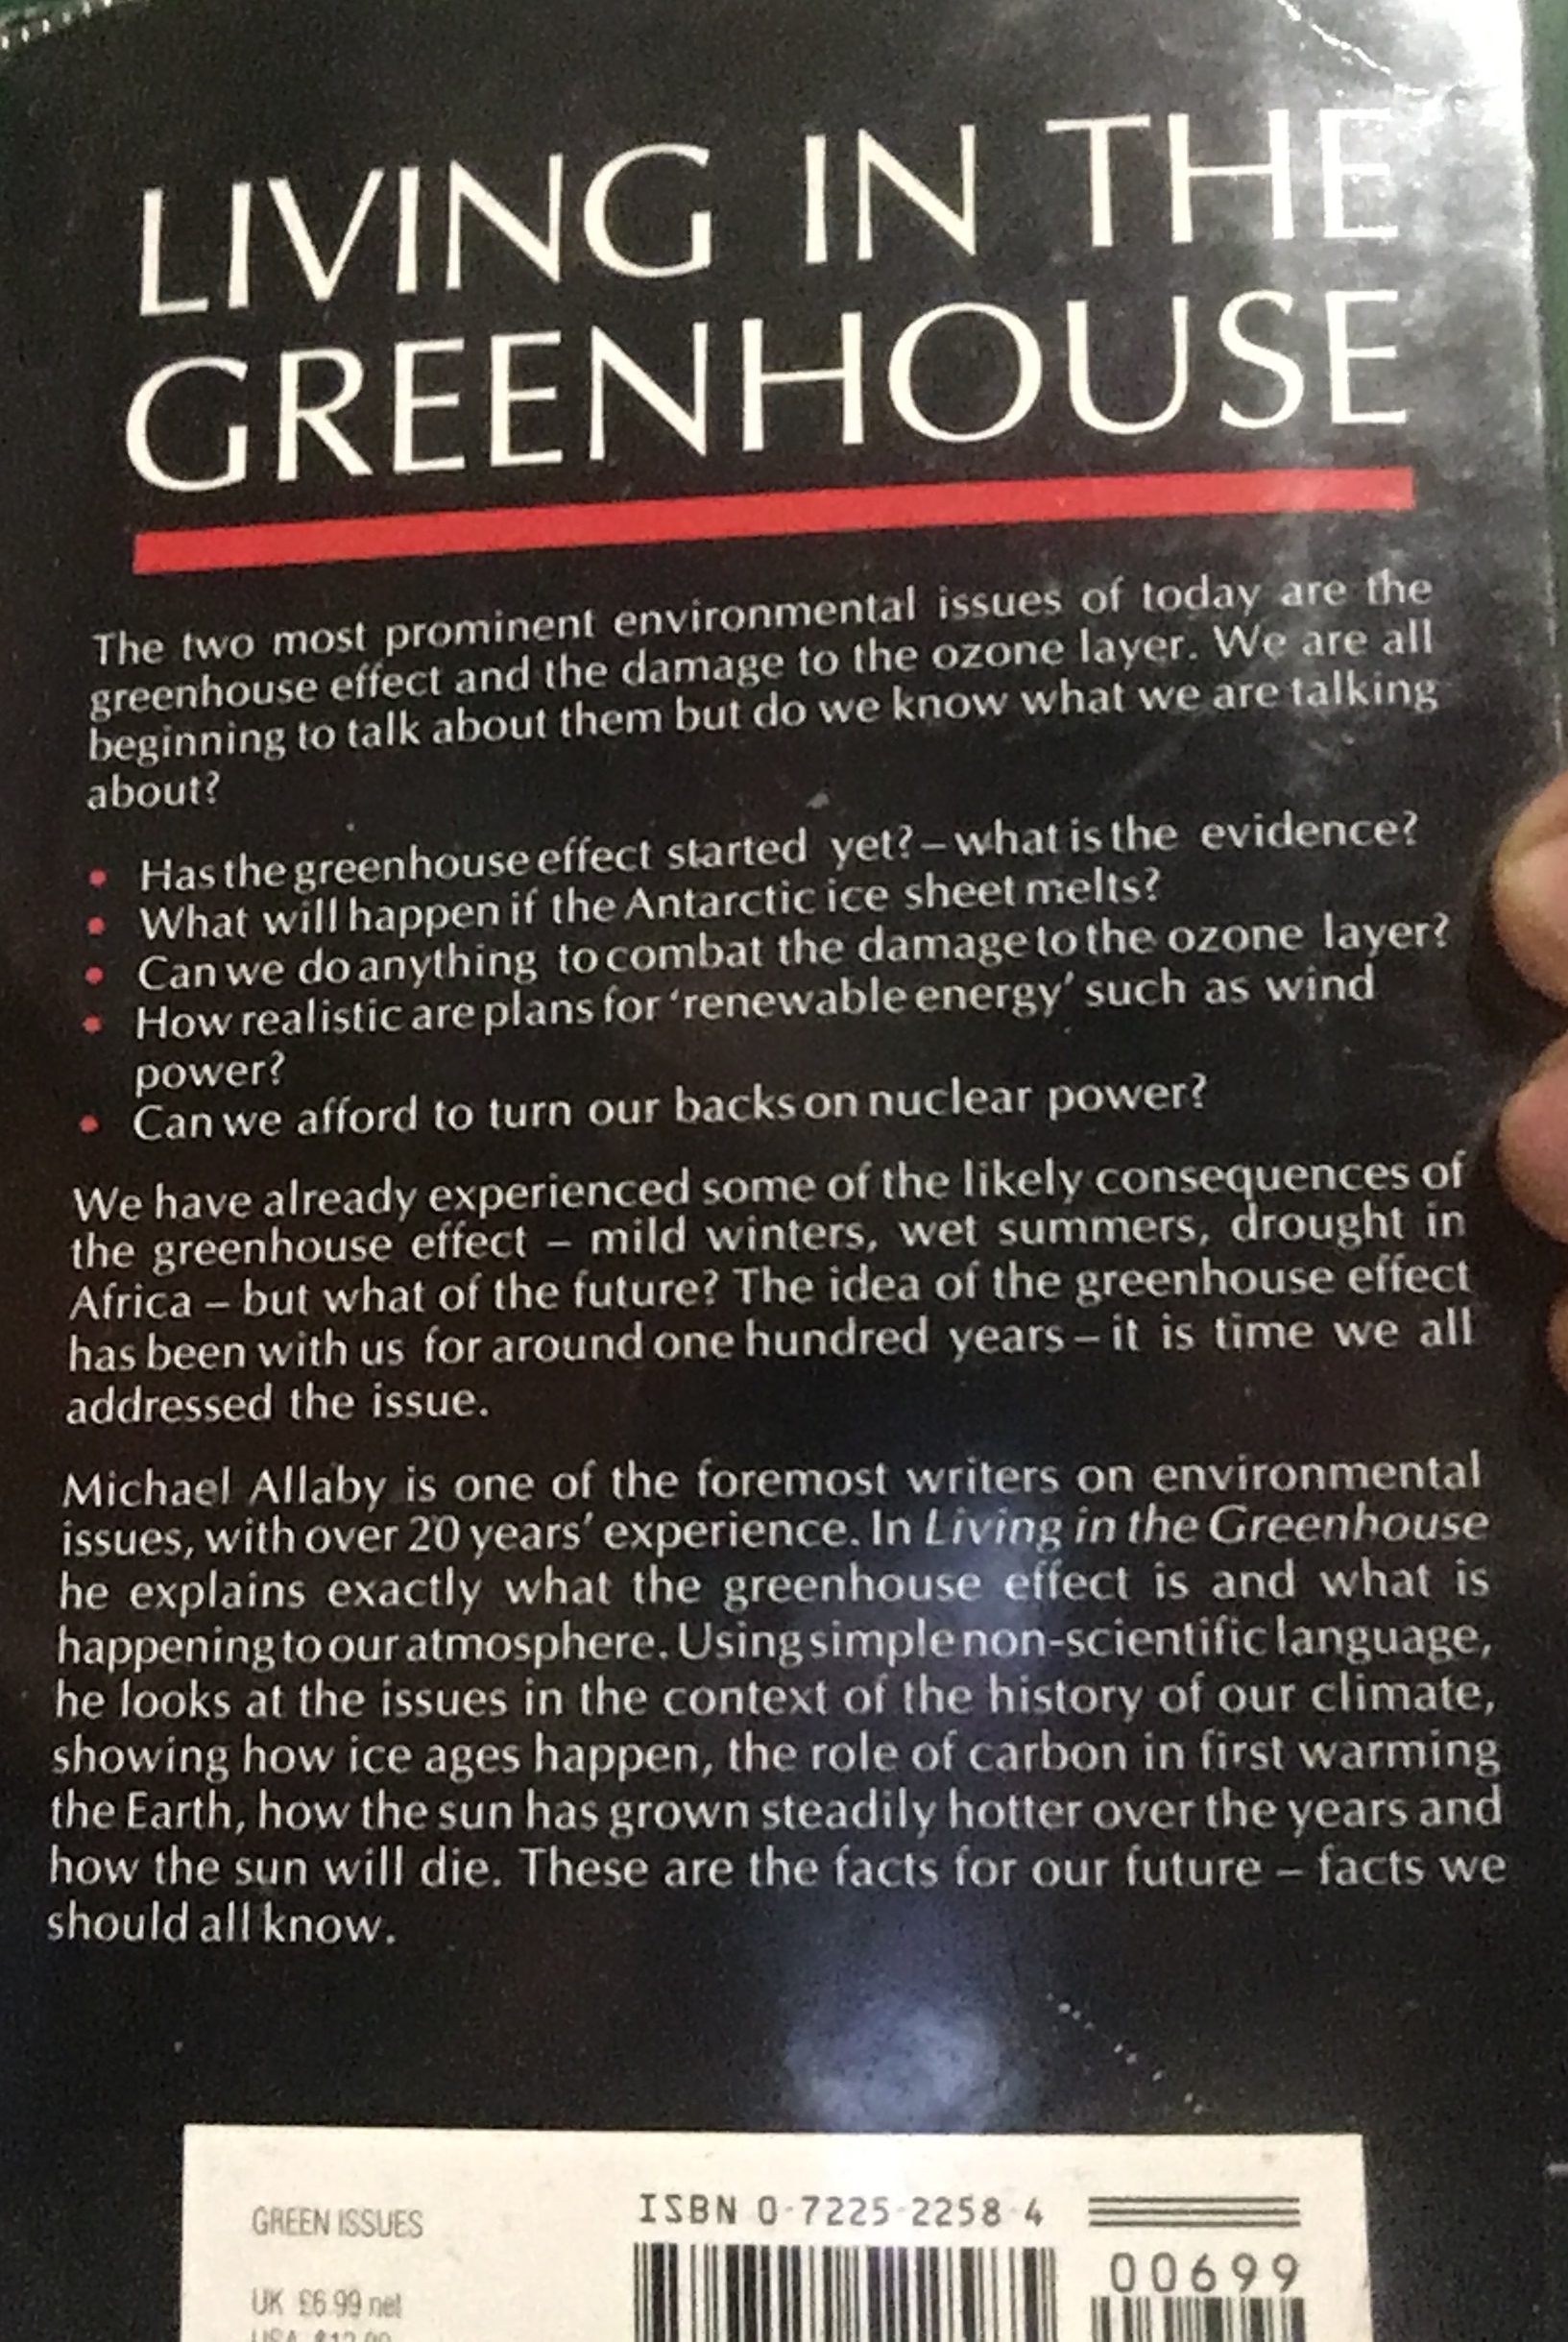 LIVING IN THE
GREENHOUSE
The two most prominent environmental issues of today are the
greenhouse effect and the damage to the ozone layer. We are all
beginning to talk about them but do we know what we are talking
about?
• Has the greenhouse effect started yet? – what is the evidence?
• What will happen if the Antarctic ice sheet melts?
• Can we do anything to combat the damage to the ozone layer?
• How realistic are plans for ‘renewable energy’ such as wind
power?
• Can we afford to turn our backs on nuclear power?
We have already experienced some of the likely consequences of
the greenhouse effect – mild winters, wet summers, drought in
Africa – but what of the future? The idea of the greenhouse effect
has been with us for around one hundred years – it is time we all
addressed the issue.
Michael Allaby is one of the foremost writers on environmental
issues, with over 20 years’ experience. In Living in the Greenhouse
he explains exactly what the greenhouse effect is and what is
happening to our atmosphere. Using simple non-scientific language,
he looks at the issues in the context of the history of our climate,
showing how ice ages happen, the role of carbon in first warming
the Earth, how the sun has grown steadily hotter over the years and
how the sun will die. These are the facts for our future – facts we
should all know.
GREEN ISSUES
ISBN 0-7225-2258-4
00699
UK £6.99 net
USA